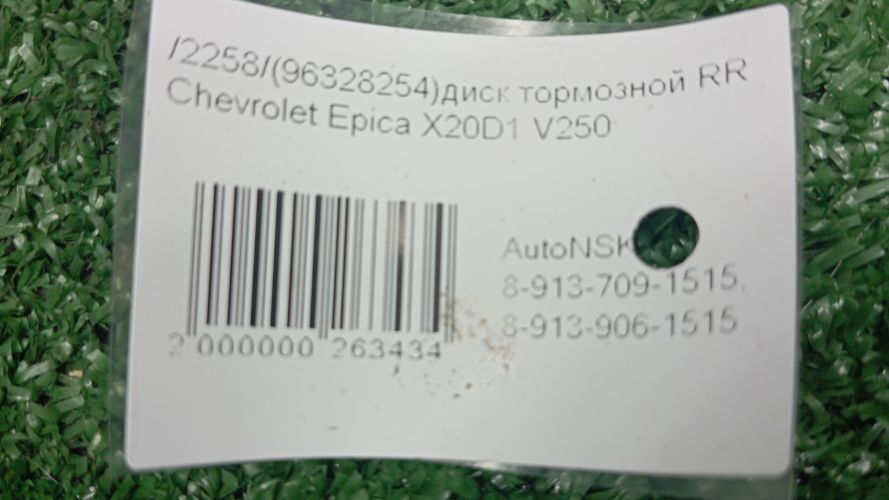 /2258/(96328254)диск тормозной RR
Chevrolet Epica X20D1 V250
AutoNSK
8-913-709-1515,
8-913-906-1515
2 000000 263434